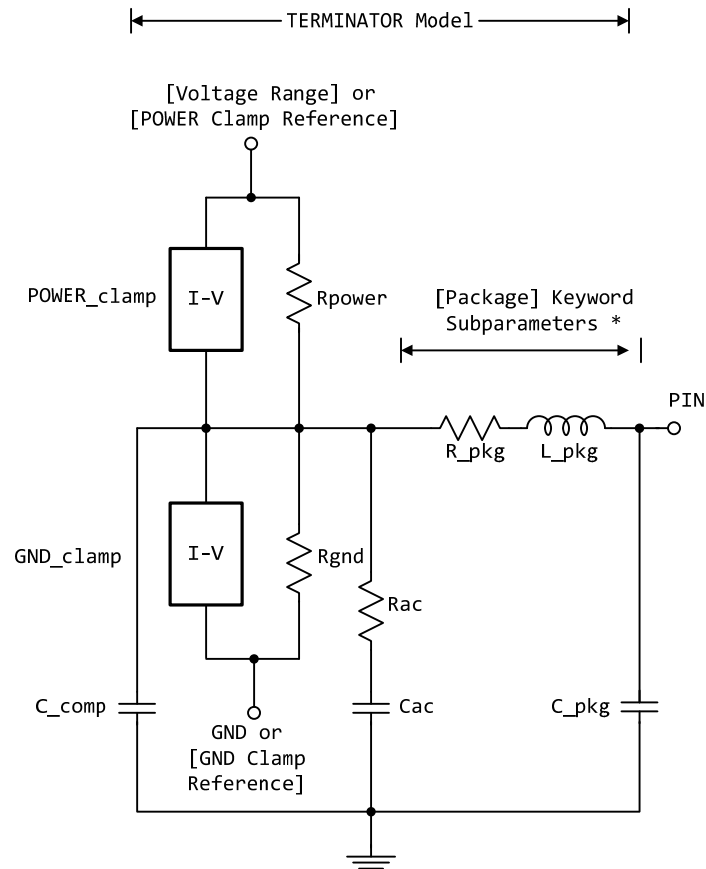 TERMINATOR Model
[Voltage Range] or
[POWER Clamp Reference]
POWER_clamp
I-V
Rpower
[Package] Keyword
Subparameters *
PIN
R_pkg
L_pkg
GND_clamp
I-V
Rgnd
Rac
C_comp
Cac
C_pkg
GND or
[GND Clamp
Reference]